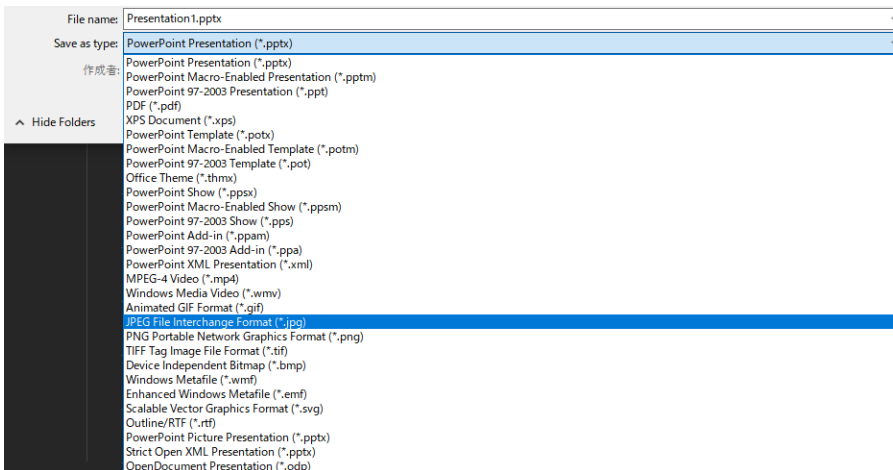 File name: Presentation1.pptx
Save as type: PowerPoint Presentation (*.pptx)
作成者:
Hide Folders
PowerPoint Presentation (*.pptx)
PowerPoint Macro-Enabled Presentation (*.pptm)
PowerPoint 97-2003 Presentation (*.ppt)
PDF (*.pdf)
XPS Document (*.xps)
PowerPoint Template (*.potx)
PowerPoint Macro-Enabled Template (*.potm)
PowerPoint 97-2003 Template (*.pot)
Office Theme (*.thmx)
PowerPoint Show (*.ppsx)
PowerPoint Macro-Enabled Show (*.ppsm)
PowerPoint 97-2003 Show (*.pps)
PowerPoint Add-in (*.ppam)
PowerPoint 97-2003 Add-in (*.ppa)
PowerPoint XML Presentation (*.xml)
MPEG-4 Video (*.mp4)
Windows Media Video (*.wmv)
Animated GIF Format (*.gif)
JPEG File Interchange Format (*.jpg)
PNG Portable Network Graphics Format (*.png)
TIFF Tag Image File Format (*.tif)
Device Independent Bitmap (*.bmp)
Windows Metafile (*.wmf)
Enhanced Windows Metafile (*.emf)
Scalable Vector Graphics Format (*.svg)
Outline/RTF (*.rtf)
PowerPoint Picture Presentation (*.pptx)
Strict Open XML Presentation (*.pptx)
OpenDocument Presentation (*.odp)